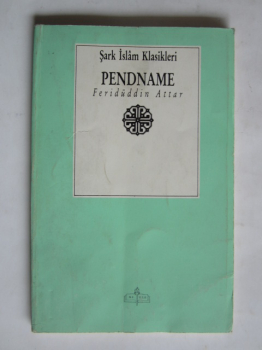 Şark İslâm Klasikleri
PENDNAME
Feridüddin Attar